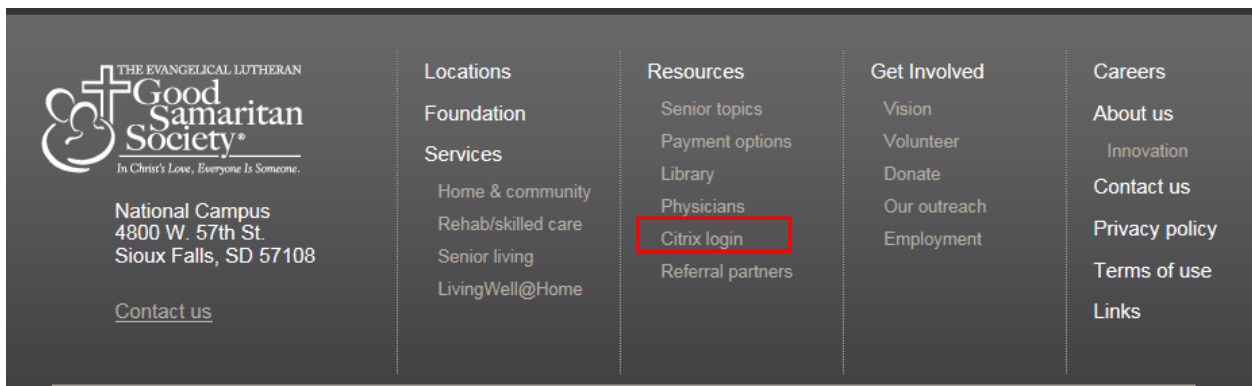 THE EVANGELICAL LUTHERAN
Good
Samaritan
Society®
In Christ's Love, Everyone Is Someone.
National Campus
4800 W. 57th St.
Sioux Falls, SD 57108
Contact us
Locations
Foundation
Services
Home & community
Rehab/skilled care
Senior living
LivingWell@Home
Resources
Senior topics
Payment options
Library
Physicians
Citrix login
Referral partners
Get Involved
Vision
Volunteer
Donate
Our outreach
Employment
Careers
About us
Innovation
Contact us
Privacy policy
Terms of use
Links